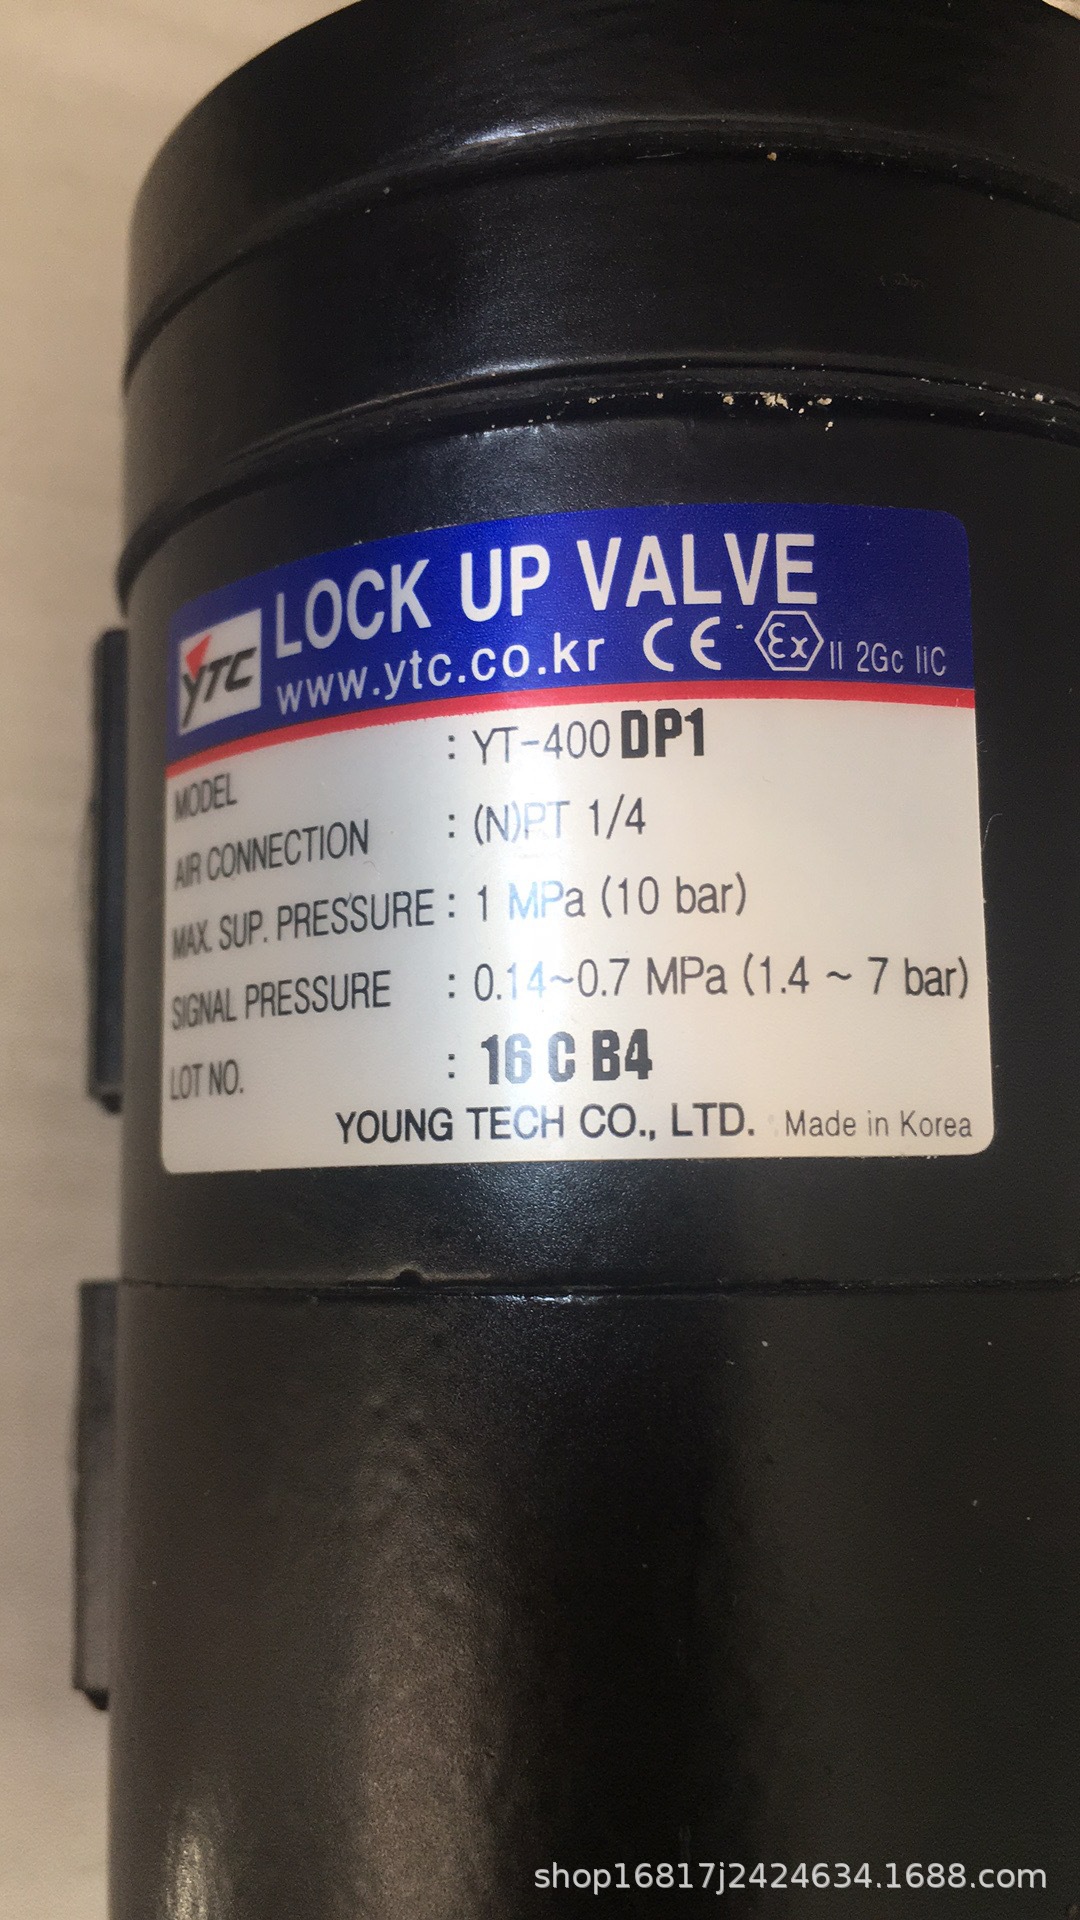 YTC LOCK UP VALVE
www.ytc.co.kr CE Ex II 2Gc IIC
MODEL : YT-400 DP1
AIR CONNECTION : (N)PT 1/4
MAX. SUP. PRESSURE : 1 MPa (10 bar)
SIGNAL PRESSURE : 0.14~0.7 MPa (1.4 ~ 7 bar)
LOT NO. : 16 C B4
YOUNG TECH CO., LTD. Made in Korea
shop16817j2424634.1688.com